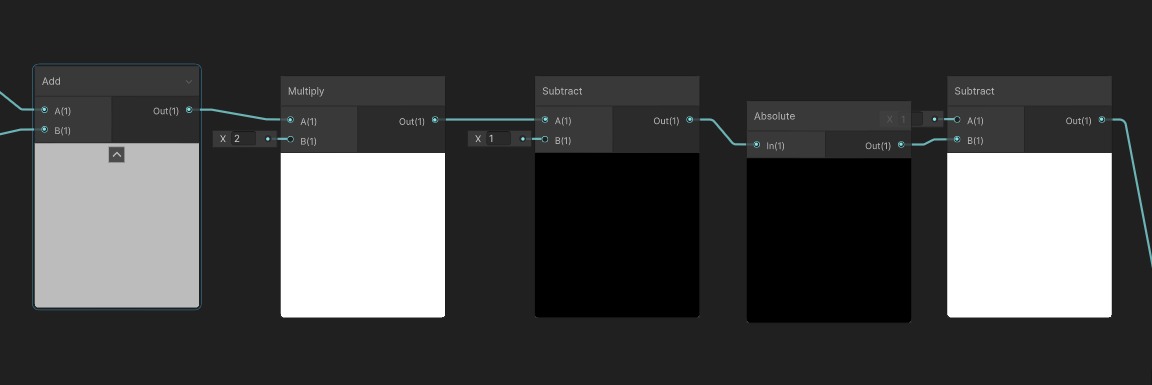 Add
A(1)
Out(1)
B(1)
Multiply
A(1)
Out(1)
X 2
B(1)
Subtract
A(1)
Out(1)
X 1
B(1)
Absolute
In(1)
Out(1)
Subtract
X 1
A(1)
Out(1)
B(1)